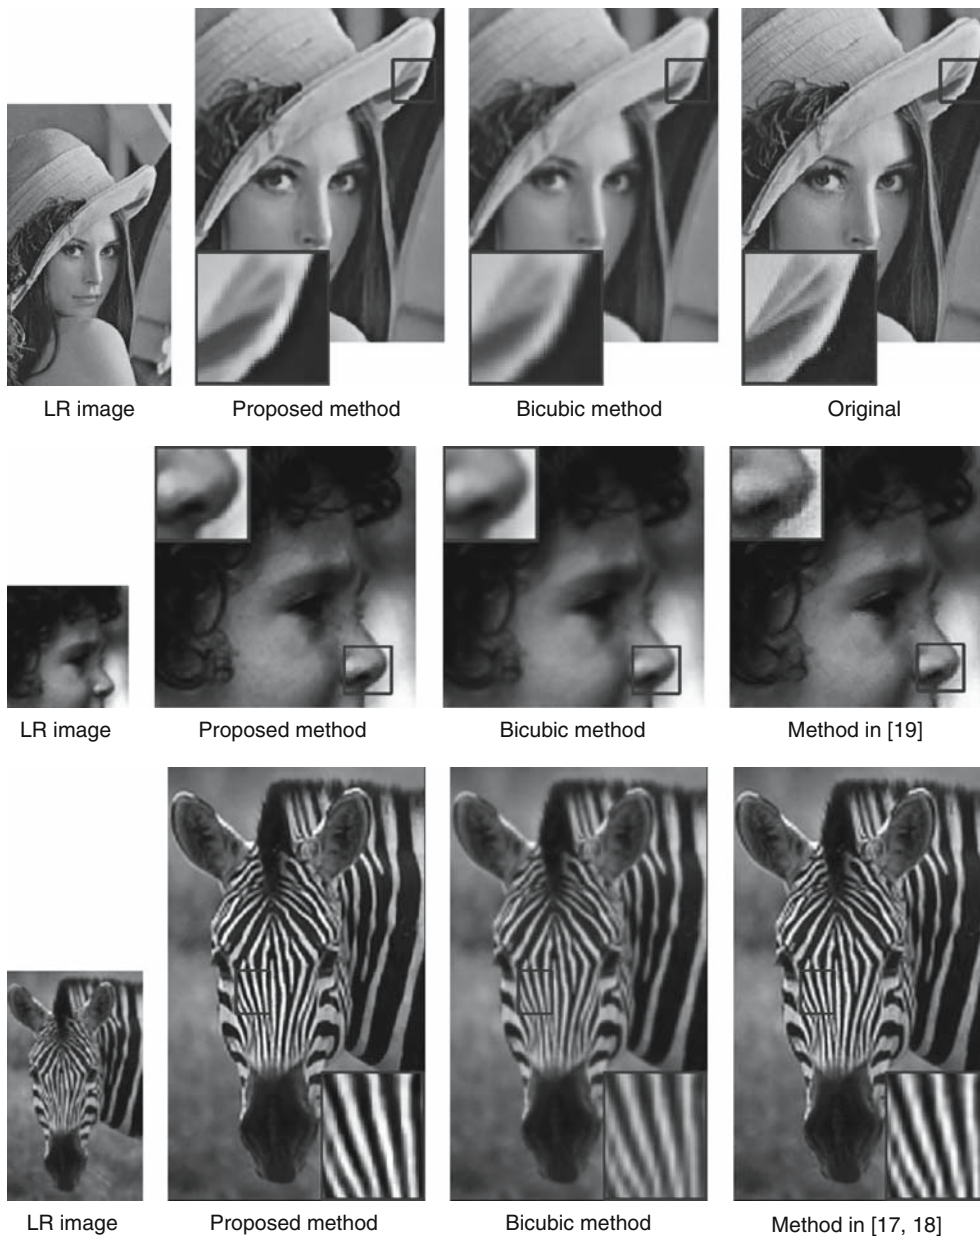 LR image
Proposed method
Bicubic method
Original
LR image
Proposed method
Bicubic method
Method in [19]
LR image
Proposed method
Bicubic method
Method in [17, 18]